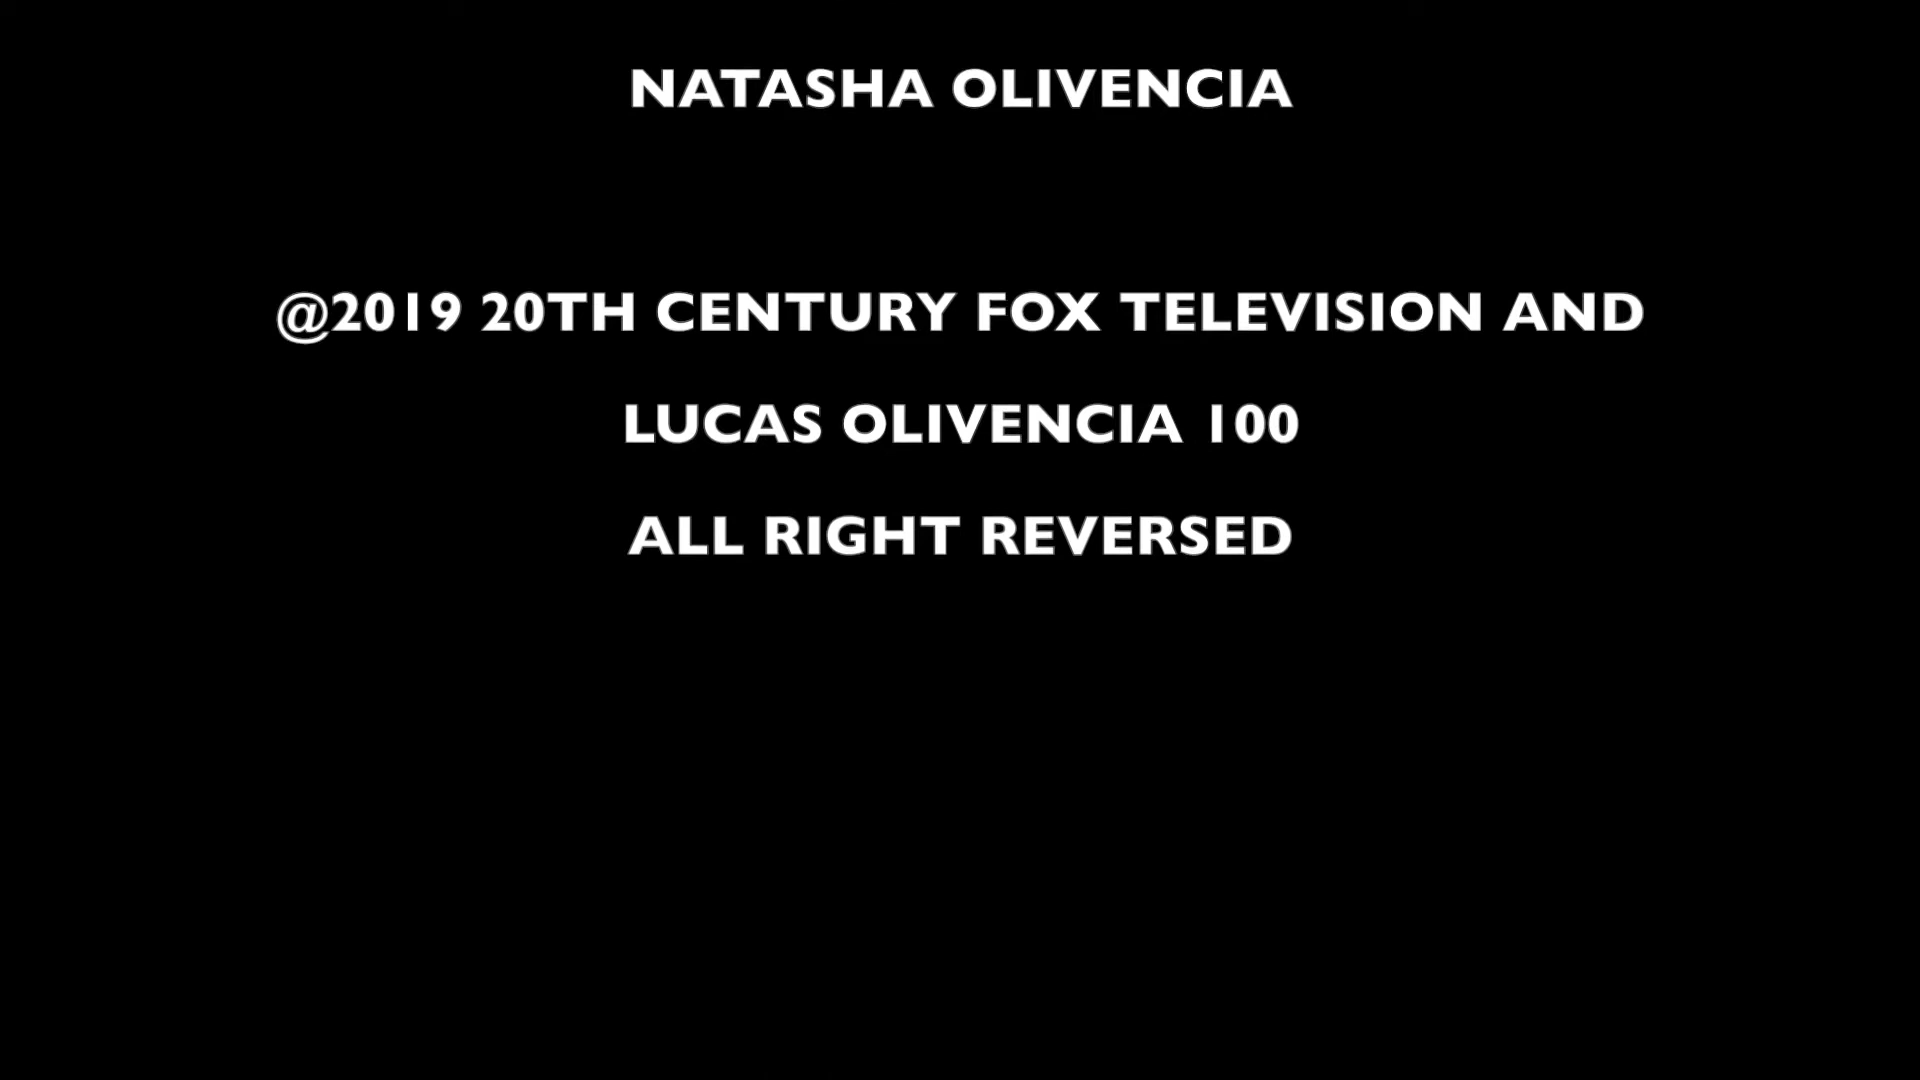 NATASHA OLIVENCIA
@2019 20TH CENTURY FOX TELEVISION AND
LUCAS OLIVENCIA 100
ALL RIGHT REVERSED